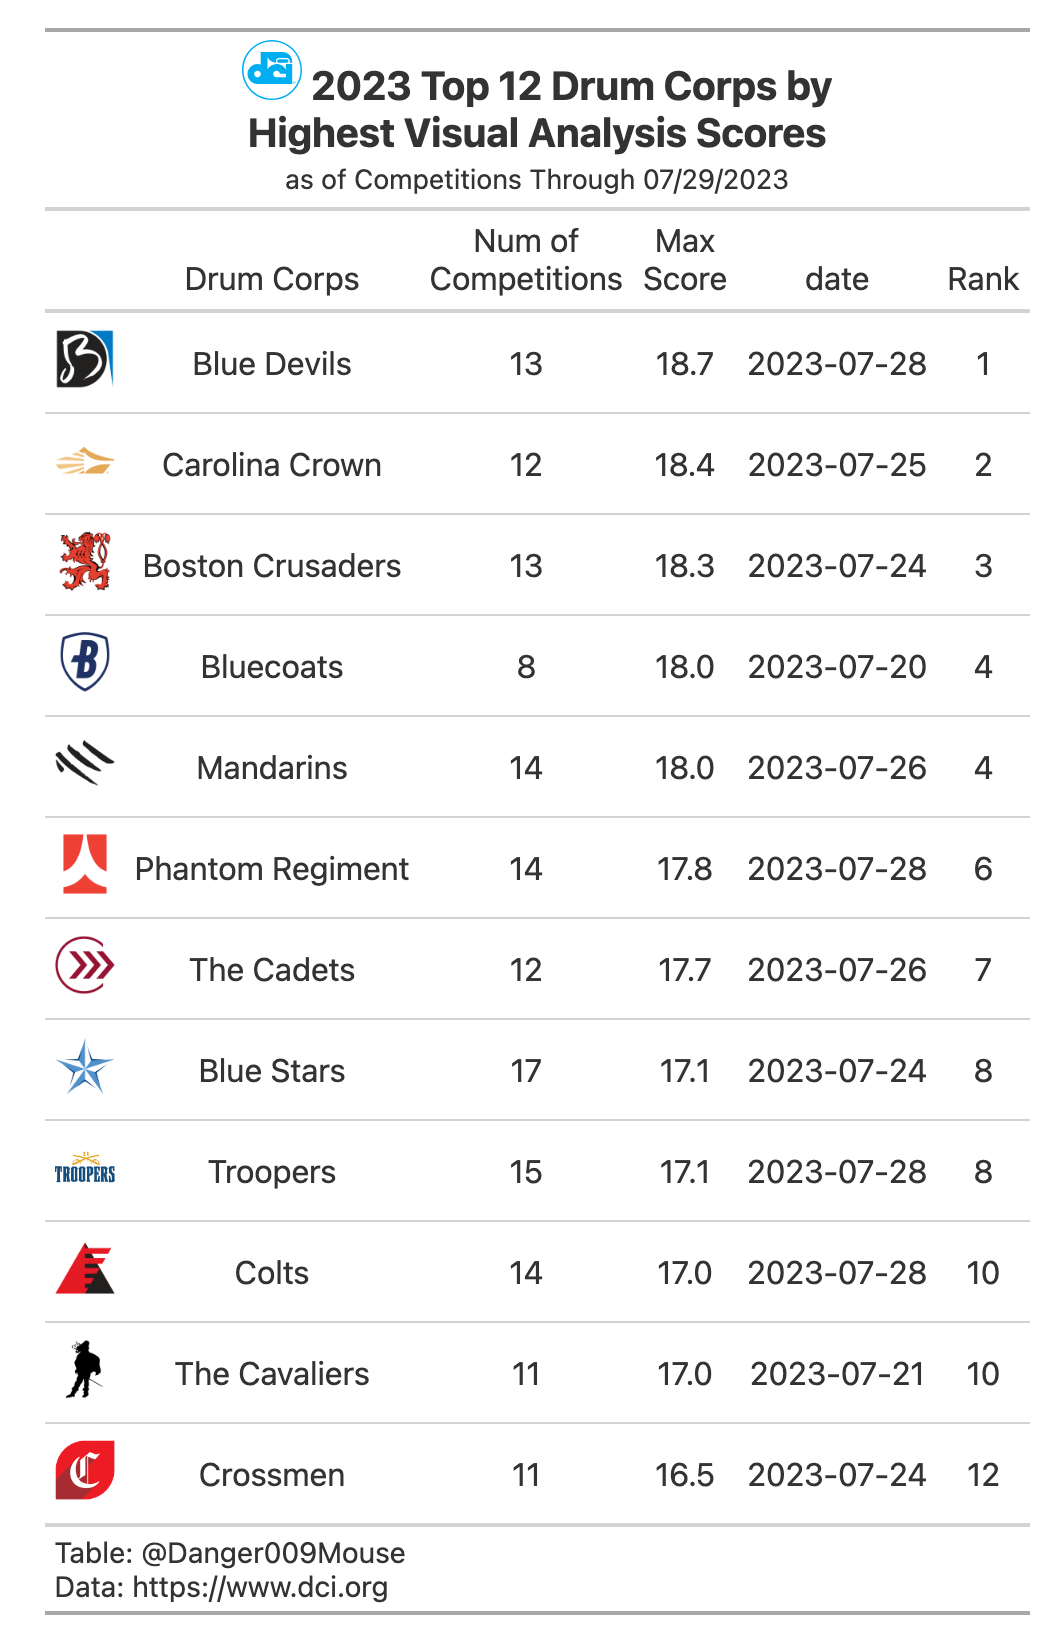 dci 2023 Top 12 Drum Corps by
Highest Visual Analysis Scores
as of Competitions Through 07/29/2023
Drum Corps Num of Competitions Max Score date Rank
Blue Devils 13 18.7 2023-07-28 1
Carolina Crown 12 18.4 2023-07-25 2
Boston Crusaders 13 18.3 2023-07-24 3
Bluecoats 8 18.0 2023-07-20 4
Mandarins 14 18.0 2023-07-26 4
Phantom Regiment 14 17.8 2023-07-28 6
The Cadets 12 17.7 2023-07-26 7
Blue Stars 17 17.1 2023-07-24 8
TROOPERS Troopers 15 17.1 2023-07-28 8
Colts 14 17.0 2023-07-28 10
The Cavaliers 11 17.0 2023-07-21 10
C Crossmen 11 16.5 2023-07-24 12
Table: @Danger009Mouse
Data: https://www.dci.org